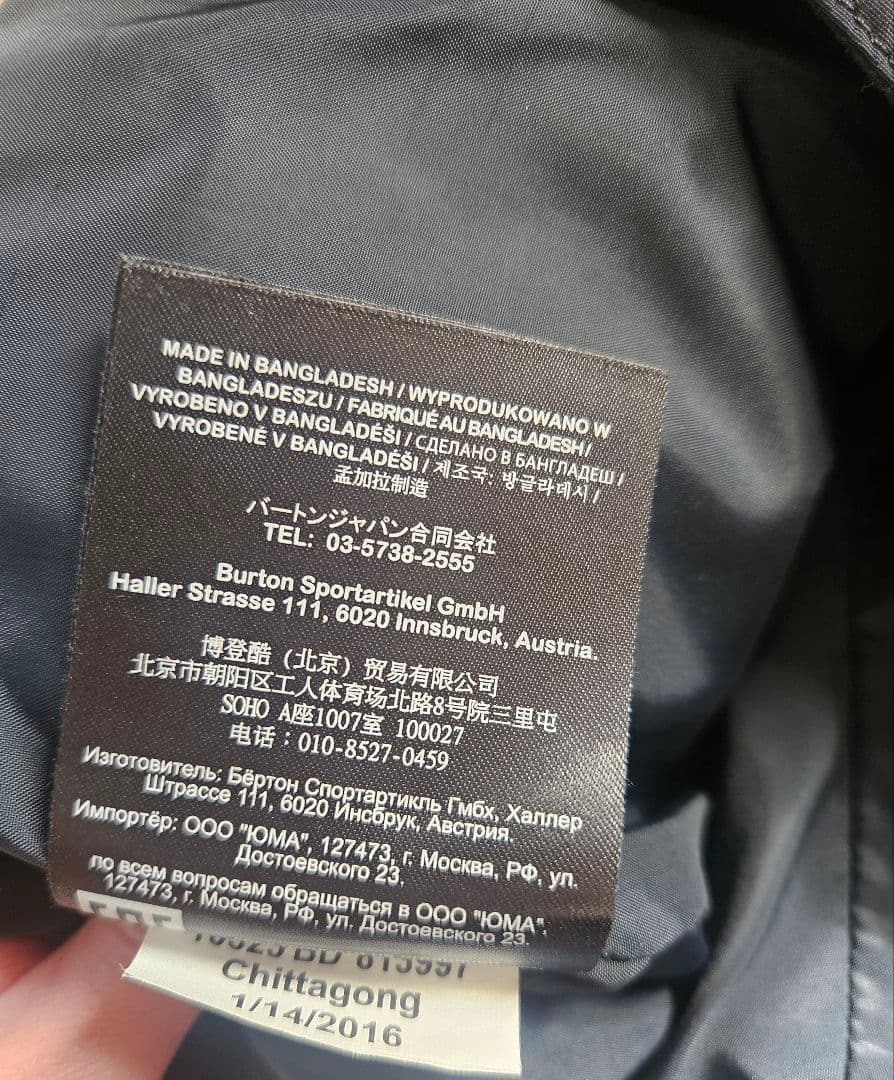 MADE IN BANGLADESH / WYPRODUKOWANO W
BANGLADESZU / FABRIQUÉ AU BANGLADESH /
VYROBENO V BANGLADÉŠI / СДЕЛАНО В БАНГЛАДЕШ /
VYROBENÉ V BANGLADÉŠI / 제조국: 방글라데시 /
孟加拉制造
バートンジャパン合同会社
TEL: 03-5738-2555
Burton Sportartikel GmbH
Haller Strasse 111, 6020 Innsbruck, Austria.
博登酷（北京）贸易有限公司
北京市朝阳区工人体育场北路8号院三里屯
SOHO A座1007室 100027
电话：010-8527-0459
Изготовитель: Бёртон Спортартикль Гмбх, Халлер
Штрассе 111, 6020 Инсбрук, Австрия.
Импортёр: ООО "ЮМА", 127473, г. Москва, РФ, ул.
Достоевского 23.
по всем вопросам обращаться в ООО "ЮМА",
127473, г. Москва, РФ, ул. Достоевского 23.
Chittagong
1/14/2016